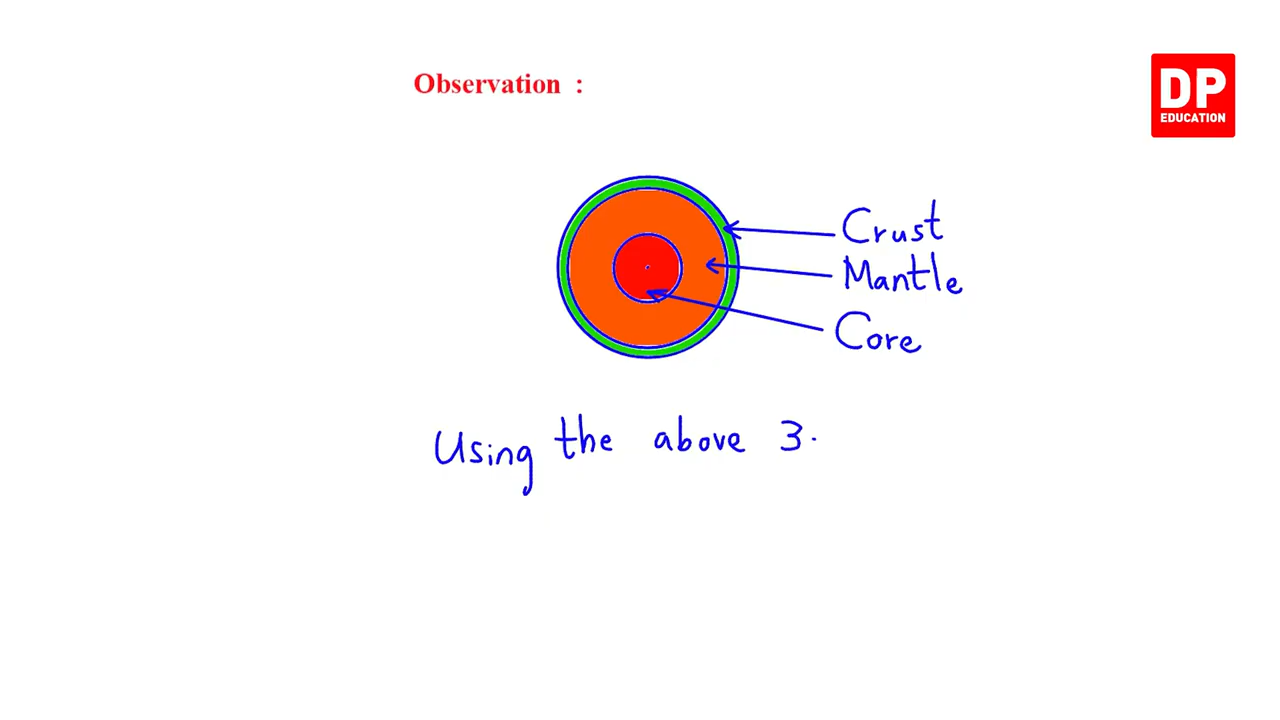 Observation :
DP
EDUCATION
Crust
Mantle
Core
Using the above 3.